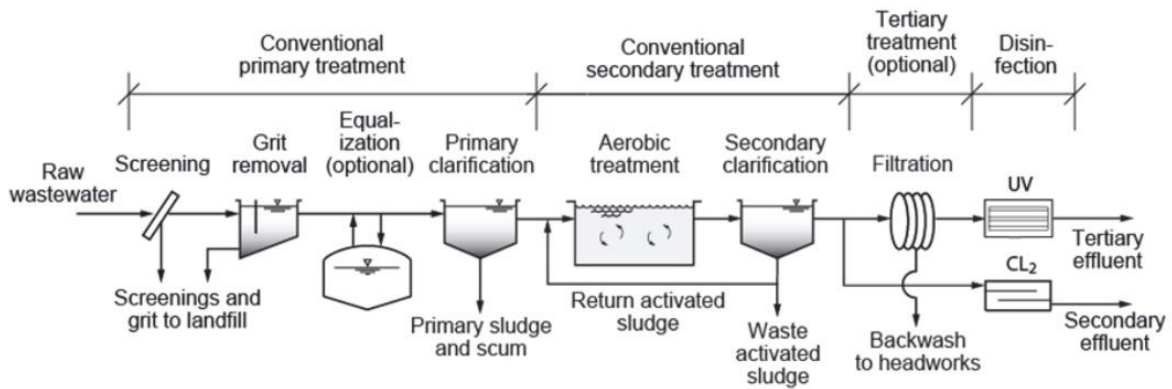 Conventional
primary treatment
Conventional
secondary treatment
Tertiary
treatment
(optional)
Disin-
fection
Raw
wastewater
Screening
Grit
removal
Equal-
ization
(optional)
Primary
clarification
Aerobic
treatment
Secondary
clarification
Filtration
UV
Tertiary
effluent
CL₂
Secondary
effluent
Screenings and
grit to landfill
Primary sludge
and scum
Return activated
sludge
Waste
activated
sludge
Backwash
to headworks